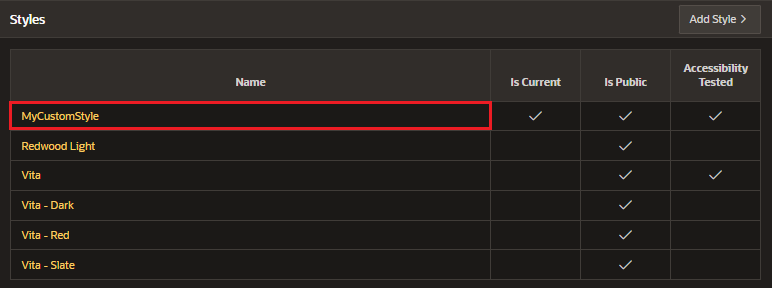 Styles
Add Style >
Name
Is Current
Is Public
Accessibility
Tested
MyCustomStyle ✓ ✓ ✓
Redwood Light ✓
Vita ✓ ✓
Vita - Dark ✓
Vita - Red ✓
Vita - Slate ✓